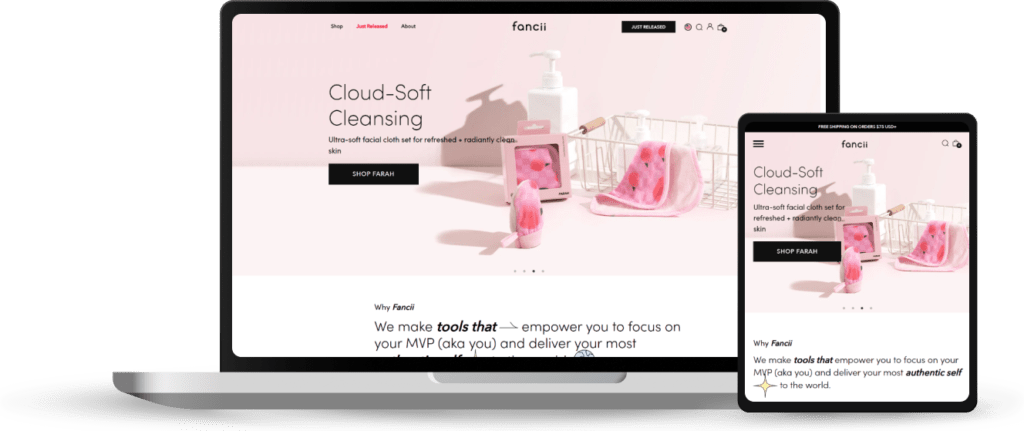 Shop
Just Released
About
fancii
JUST RELEASED
Cloud-Soft
Cleansing
Ultra-soft facial cloth set for refreshed + radiantly clean
skin
SHOP FARAH
Why Fancii
We make tools that empower you to focus on
your MVP (aka you) and deliver your most
FREE SHIPPING ON ORDERS $75 USD+
fancii
Cloud-Soft
Cleansing
Ultra-soft facial cloth set for
refreshed + radiantly clean
skin
SHOP FARAH
Why Fancii
We make tools that empower you to focus on your
MVP (aka you) and deliver your most authentic self
to the world.